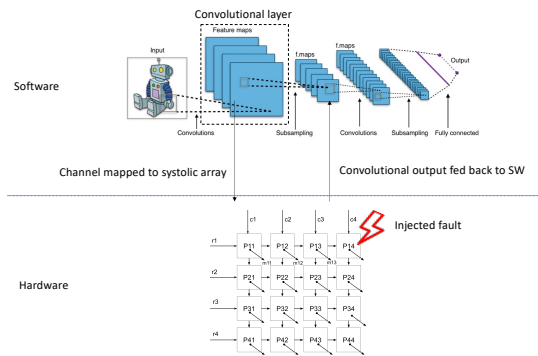 Convolutional layer
Input
Feature maps
f.maps
f.maps
Output
Software
Convolutions
Subsampling
Convolutions
Subsampling
Fully connected
Channel mapped to systolic array
Convolutional output fed back to SW
c1
c2
c3
c4
Injected fault
r1
P11
P12
P13
P14
m11
m12
m13
r2
P21
P22
P23
P24
Hardware
r3
P31
P32
P33
P34
r4
P41
P42
P43
P44